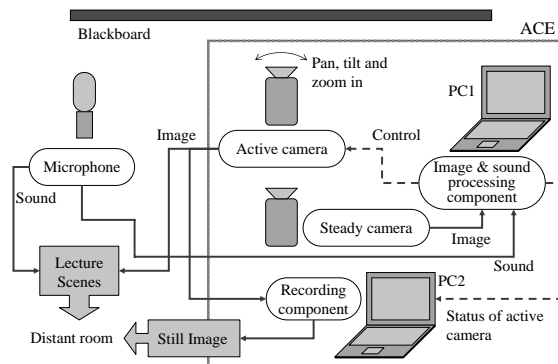 Blackboard
ACE
Pan, tilt and
zoom in
PC1
Image
Control
Microphone
Active camera
Image & sound
processing
component
Sound
Steady camera
Image
Lecture
Scenes
Sound
Recording
component
PC2
Distant room
Still Image
Status of active
camera